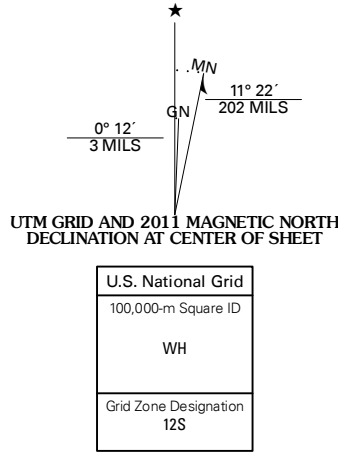 ★
MN
GN
11° 22´
202 MILS
0° 12´
3 MILS
UTM GRID AND 2011 MAGNETIC NORTH
DECLINATION AT CENTER OF SHEET
U.S. National Grid
100,000-m Square ID
WH
Grid Zone Designation
12S